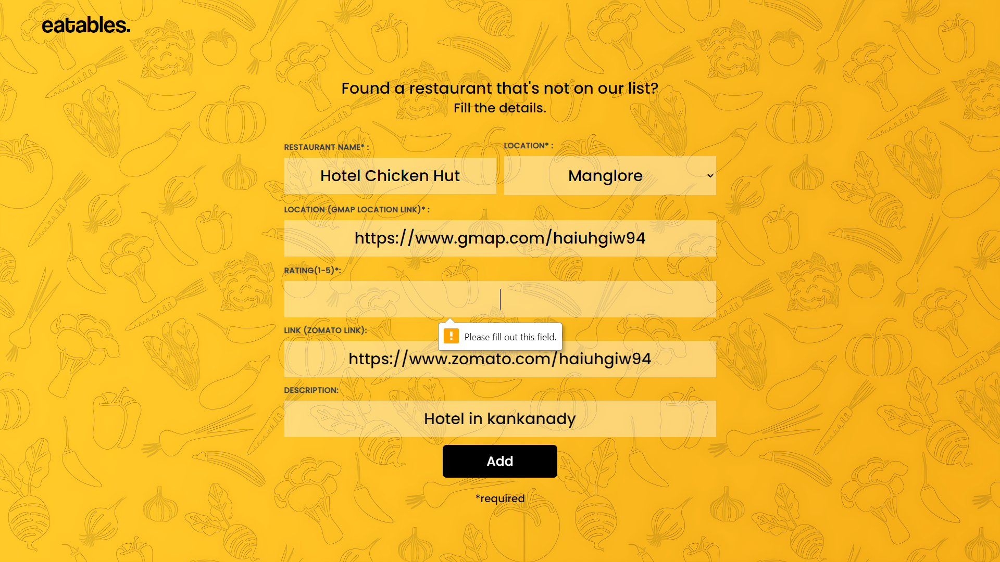 eatables.
Found a restaurant that's not on our list?
Fill the details.
RESTAURANT NAME* :
LOCATION* :
Hotel Chicken Hut
Manglore
LOCATION (GMAP LOCATION LINK)* :
https://www.gmap.com/haiuhgiw94
RATING(1-5)*:
LINK (ZOMATO LINK):
Please fill out this field.
https://www.zomato.com/haiuhgiw94
DESCRIPTION:
Hotel in kankanady
Add
*required